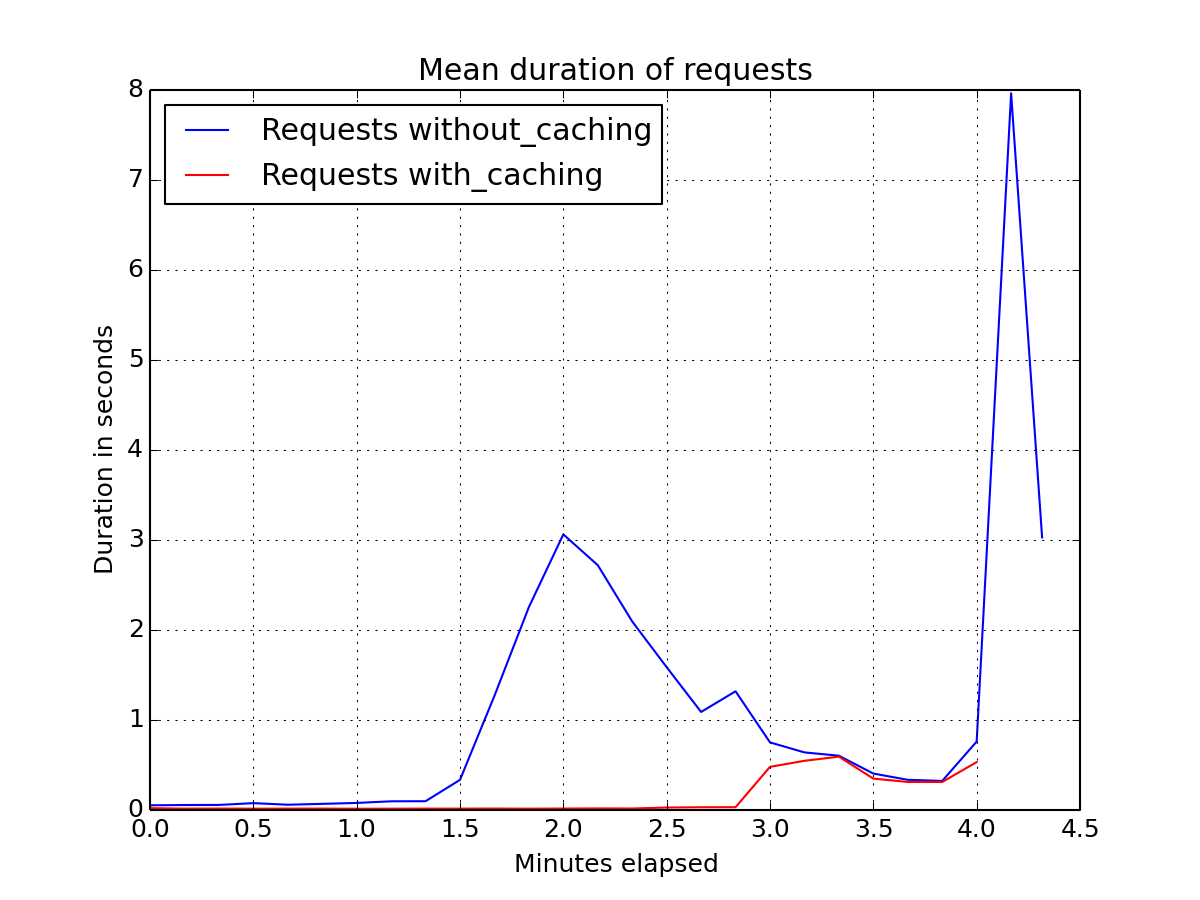 Mean duration of requests
Requests without_caching
Requests with_caching
8
7
6
5
4
3
2
1
0
Duration in seconds
0.0 0.5 1.0 1.5 2.0 2.5 3.0 3.5 4.0 4.5
Minutes elapsed